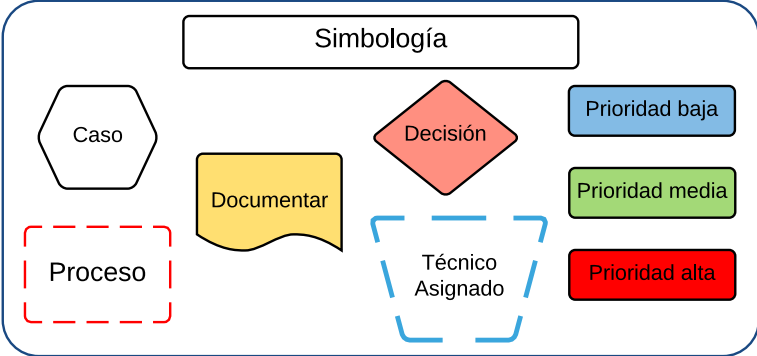 Simbología
Caso
Decisión
Prioridad baja
Documentar
Prioridad media
Proceso
Técnico
Asignado
Prioridad alta